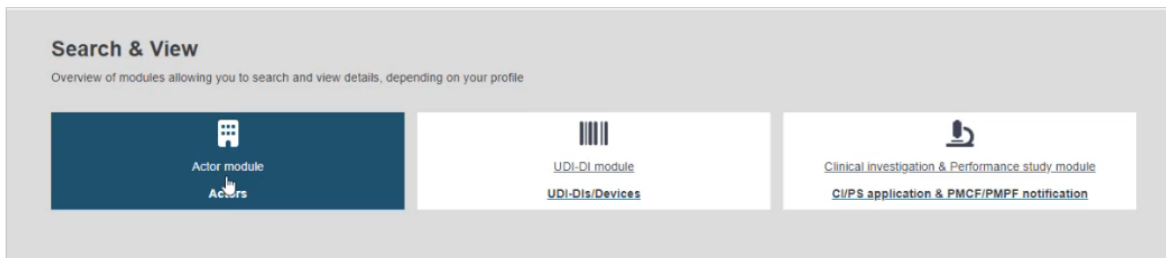 Search & View
Overview of modules allowing you to search and view details, depending on your profile
Actor module
Actors
UDI-DI module
UDI-DIs/Devices
Clinical investigation & Performance study module
CI/PS application & PMCF/PMPF notification